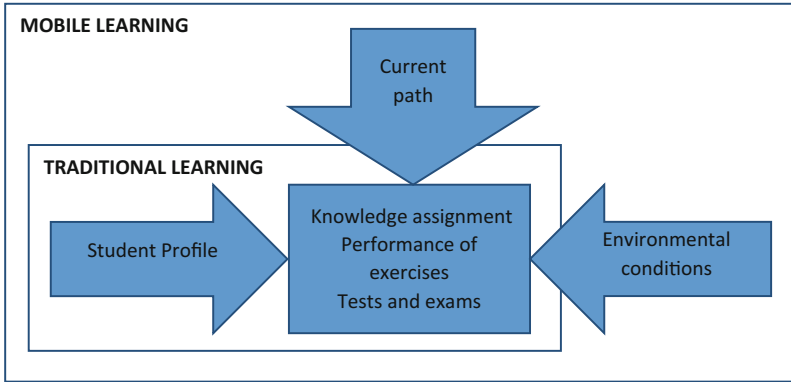 MOBILE LEARNING
Current
path
TRADITIONAL LEARNING
Student Profile
Knowledge assignment
Performance of
exercises
Tests and exams
Environmental
conditions